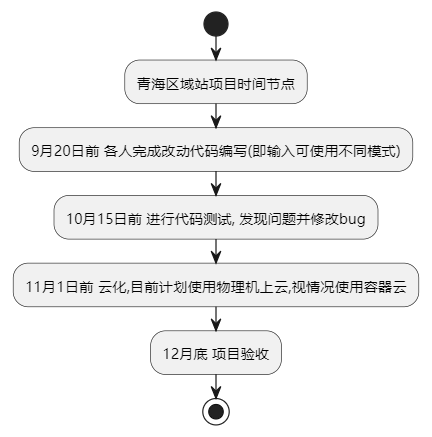 青海区域站项目时间节点
9月20日前 各人完成改动代码编写(即输入可使用不同模式)
10月15日前 进行代码测试, 发现问题并修改bug
11月1日前 云化,目前计划使用物理机上云,视情况使用容器云
12月底 项目验收